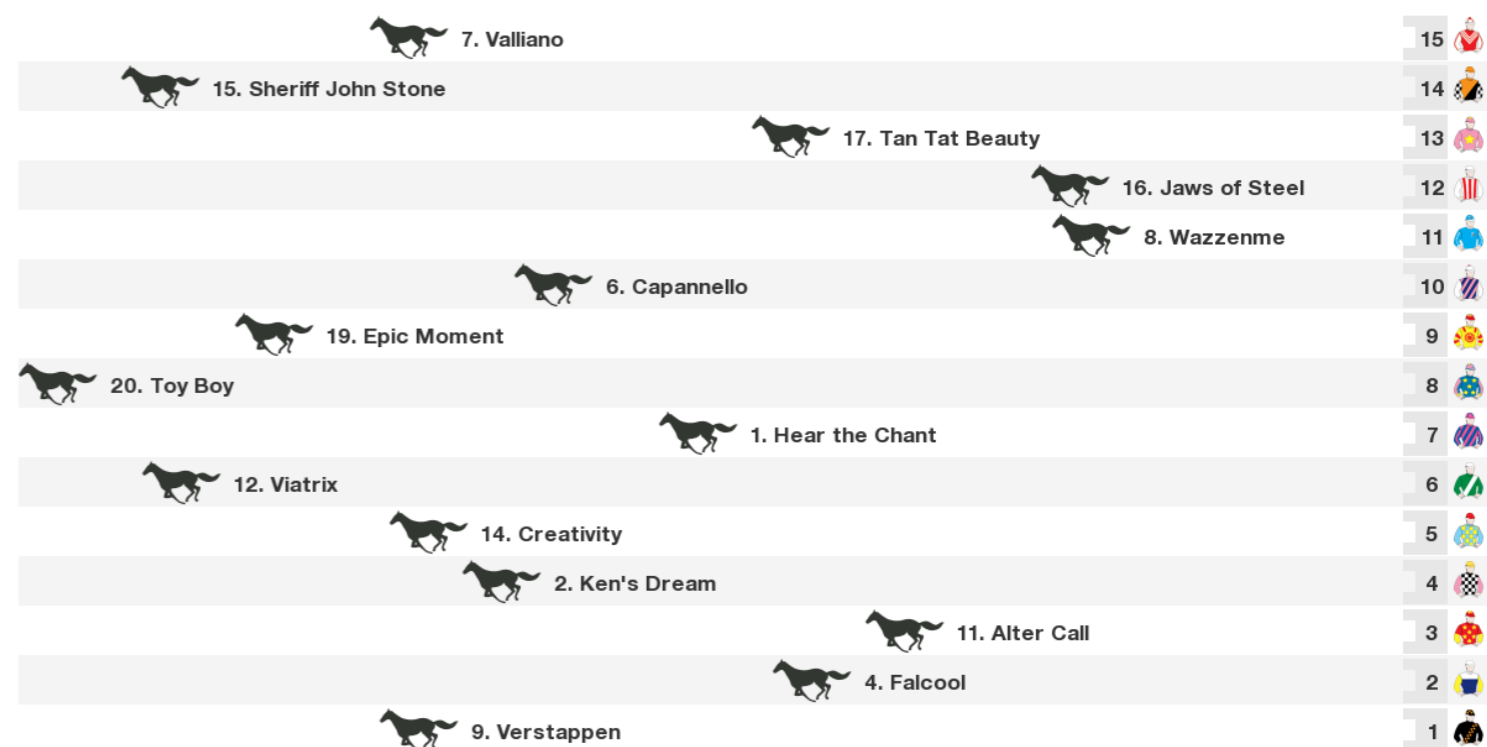 7. Valliano 15
15. Sheriff John Stone 14
17. Tan Tat Beauty 13
16. Jaws of Steel 12
8. Wazzenme 11
6. Capannello 10
19. Epic Moment 9
20. Toy Boy 8
1. Hear the Chant 7
12. Viatrix 6
14. Creativity 5
2. Ken's Dream 4
11. Alter Call 3
4. Falcool 2
9. Verstappen 1